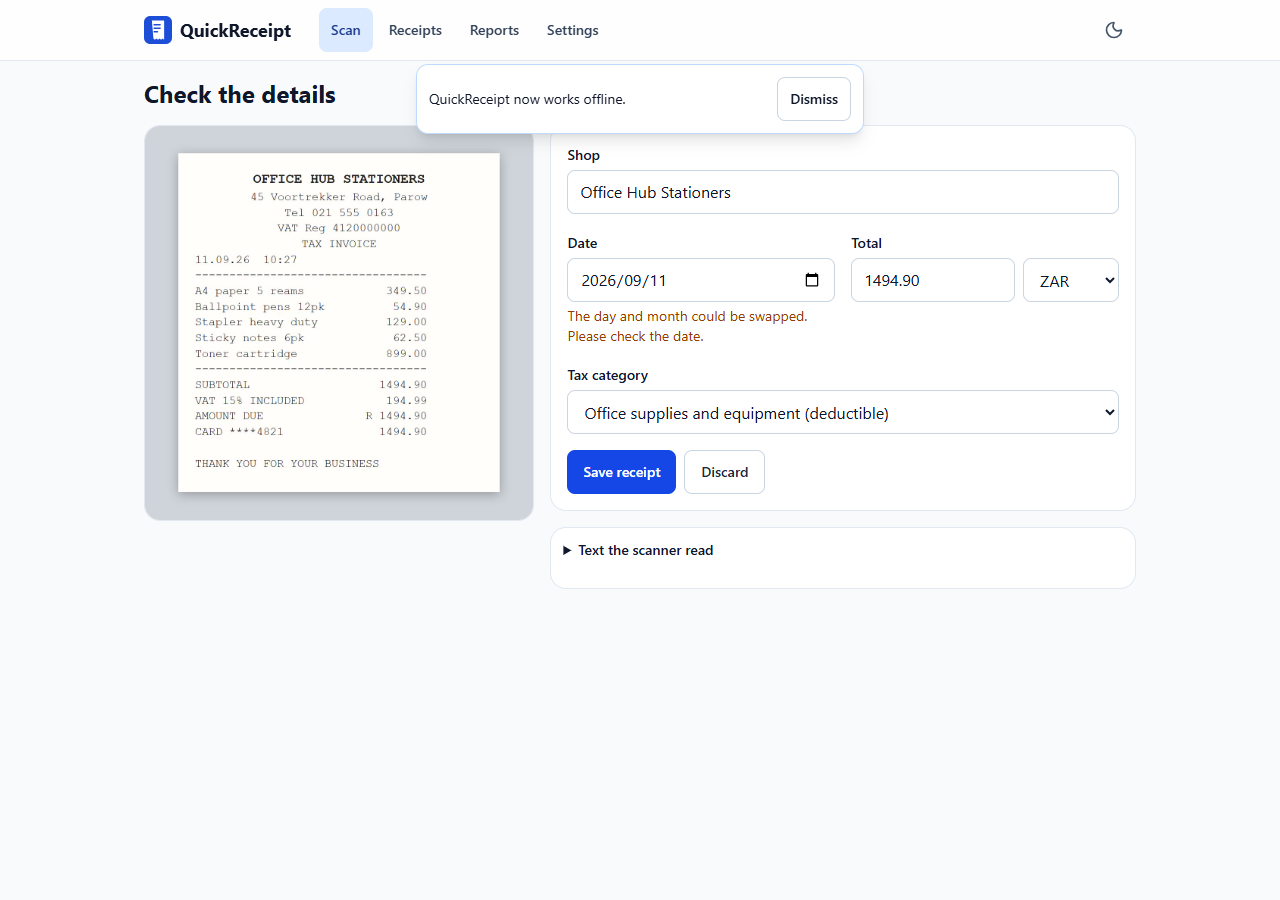 QuickReceipt Scan Receipts Reports Settings
QuickReceipt now works offline. Dismiss
Check the details
OFFICE HUB STATIONERS
45 Voortrekker Road, Parow
Tel 021 555 0163
VAT Reg 4120000000
TAX INVOICE
11.09.26 10:27
----------------------------------
A4 paper 5 reams 349.50
Ballpoint pens 12pk 54.90
Stapler heavy duty 129.00
Sticky notes 6pk 62.50
Toner cartridge 899.00
----------------------------------
SUBTOTAL 1494.90
VAT 15% INCLUDED 194.99
AMOUNT DUE R 1494.90
CARD ****4821 1494.90
THANK YOU FOR YOUR BUSINESS
Shop
Office Hub Stationers
Date Total
2026/09/11 1494.90 ZAR
The day and month could be swapped.
Please check the date.
Tax category
Office supplies and equipment (deductible)
Save receipt Discard
Text the scanner read